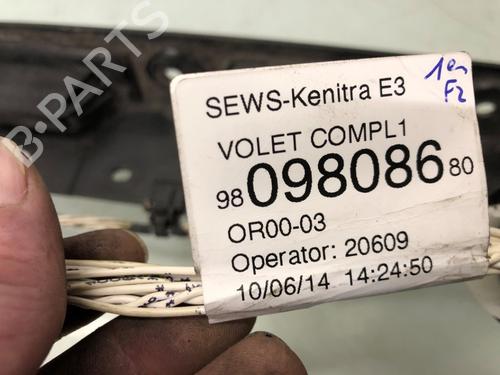 B-PARTS
SEWS-Kenitra E3
1en
F2
VOLET COMPL1
98 098086 80
OR00-03
Operator: 20609
10/06/14 14:24:50